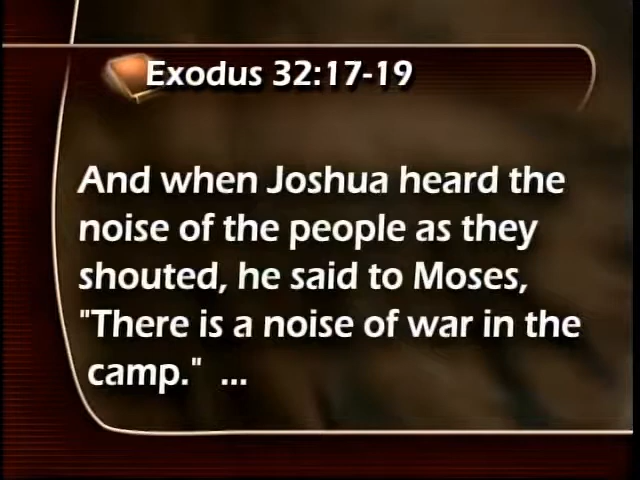 Exodus 32:17-19
And when Joshua heard the
noise of the people as they
shouted, he said to Moses,
"There is a noise of war in the
camp." ...